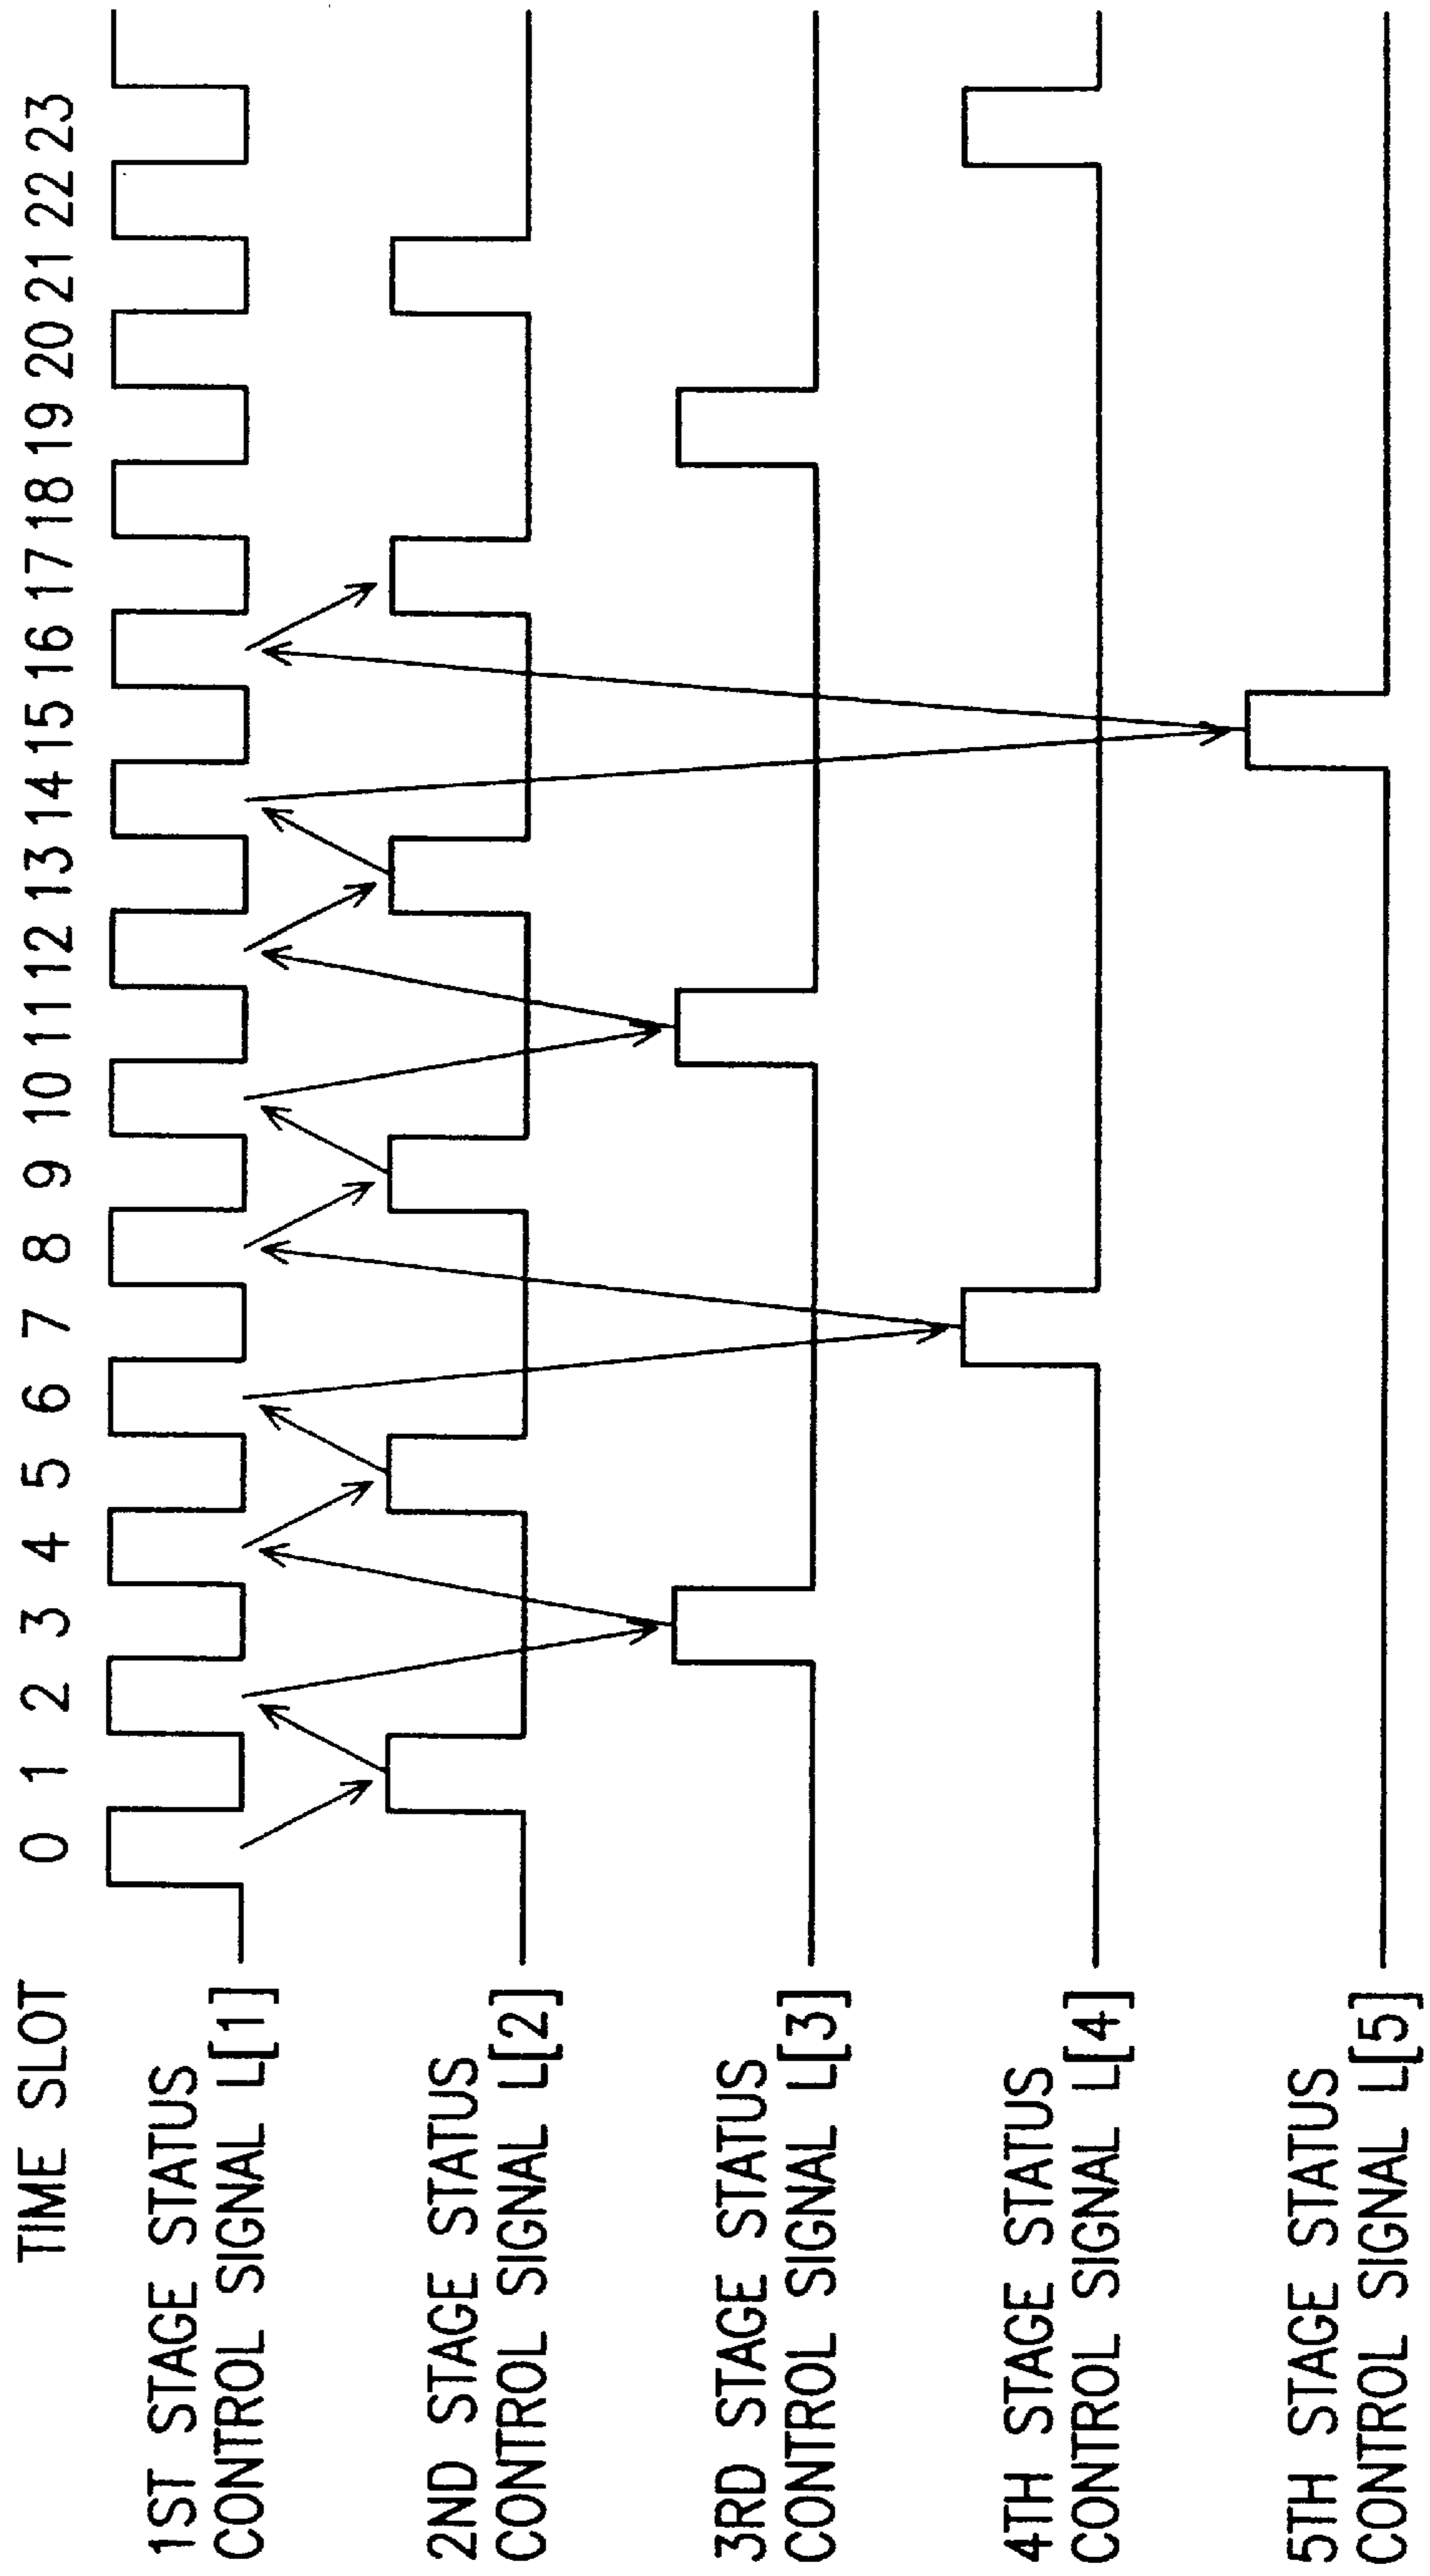 TIME SLOT 0 1 2 3 4 5 6 7 8 9 10 11 12 13 14 15 16 17 18 19 20 21 22 23
1ST STAGE STATUS
CONTROL SIGNAL L[1]
2ND STAGE STATUS
CONTROL SIGNAL L[2]
3RD STAGE STATUS
CONTROL SIGNAL L[3]
4TH STAGE STATUS
CONTROL SIGNAL L[4]
5TH STAGE STATUS
CONTROL SIGNAL L[5]